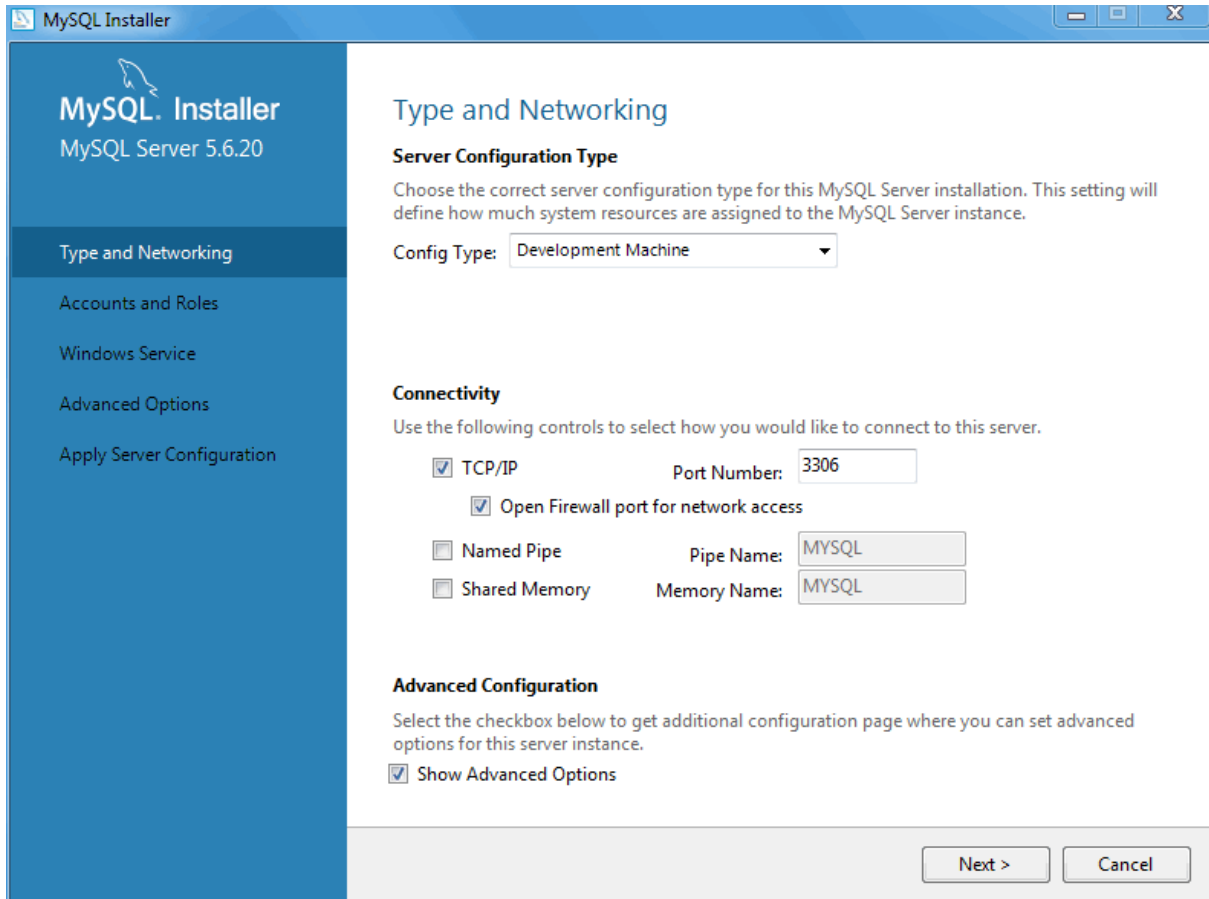 MySQL Installer
MySQL. Installer
MySQL Server 5.6.20
Type and Networking
Accounts and Roles
Windows Service
Advanced Options
Apply Server Configuration
Type and Networking
Server Configuration Type
Choose the correct server configuration type for this MySQL Server installation. This setting will
define how much system resources are assigned to the MySQL Server instance.
Config Type: Development Machine
Connectivity
Use the following controls to select how you would like to connect to this server.
TCP/IP Port Number: 3306
Open Firewall port for network access
Named Pipe Pipe Name: MYSQL
Shared Memory Memory Name: MYSQL
Advanced Configuration
Select the checkbox below to get additional configuration page where you can set advanced
options for this server instance.
Show Advanced Options
Next > Cancel